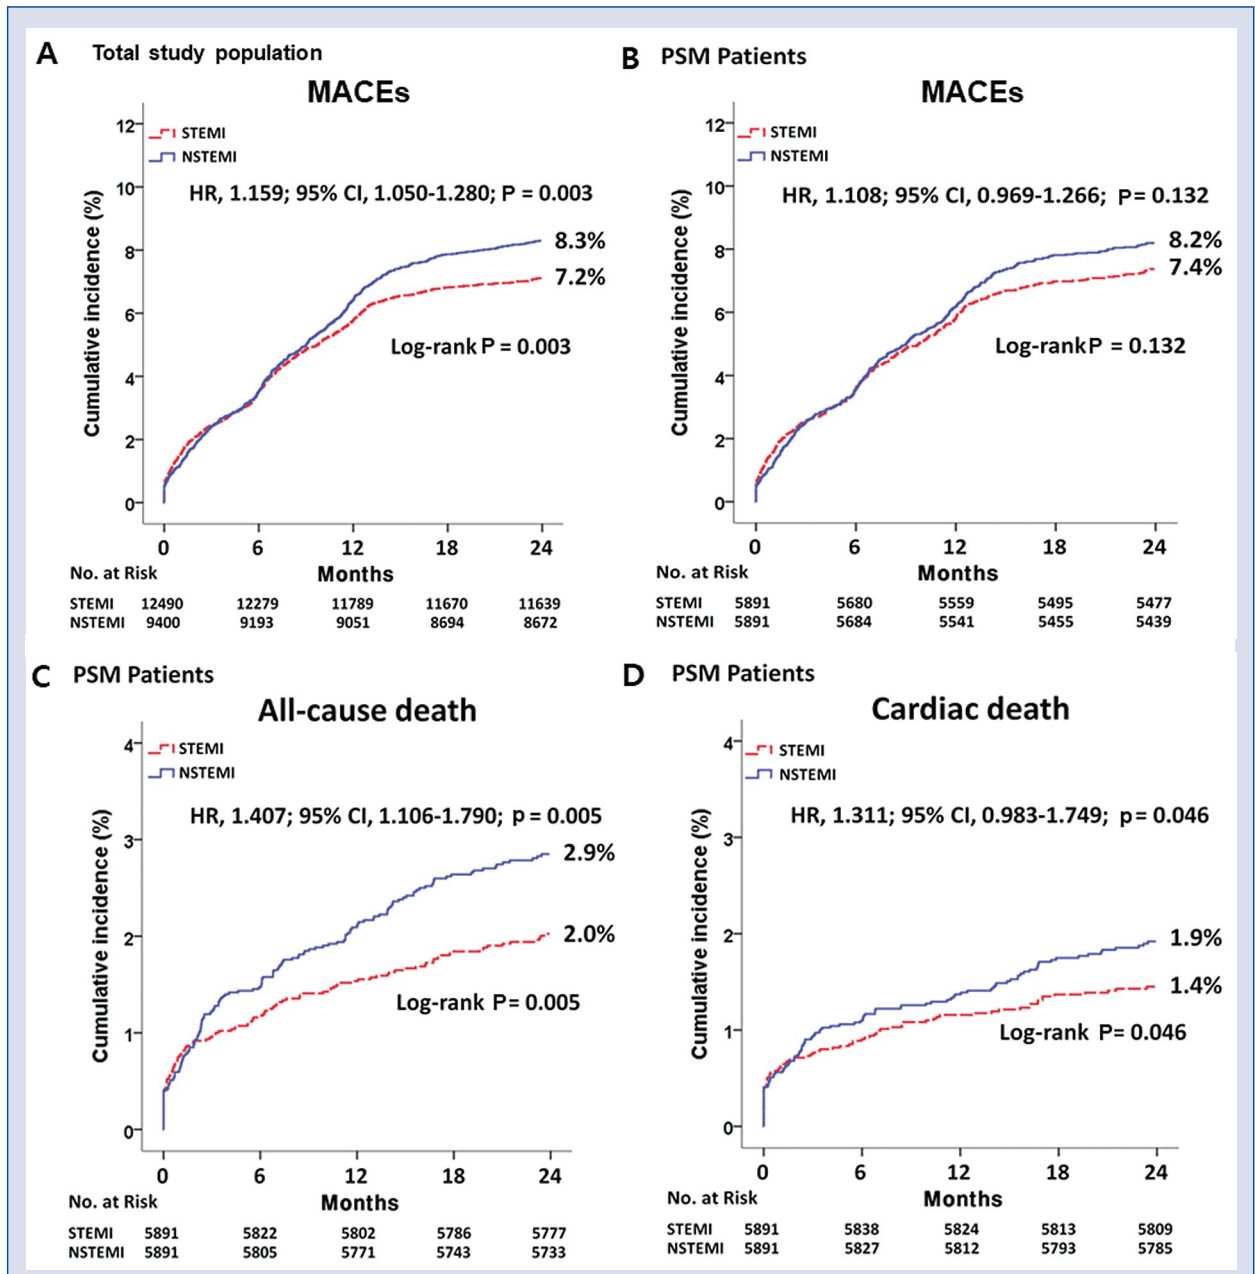 A Total study population
MACEs
STEMI
NSTEMI
HR, 1.159; 95% CI, 1.050-1.280; P = 0.003
8.3%
7.2%
Log-rank P = 0.003
Cumulative incidence (%)
12
10
8
6
4
2
0
0 6 12 18 24
Months
No. at Risk
STEMI 12490 12279 11789 11670 11639
NSTEMI 9400 9193 9051 8694 8672
B PSM Patients
MACEs
STEMI
NSTEMI
HR, 1.108; 95% CI, 0.969-1.266; P = 0.132
8.2%
7.4%
Log-rank P = 0.132
Cumulative incidence (%)
12
10
8
6
4
2
0
0 6 12 18 24
Months
No. at Risk
STEMI 5891 5680 5559 5495 5477
NSTEMI 5891 5684 5541 5455 5439
C PSM Patients
All-cause death
STEMI
NSTEMI
HR, 1.407; 95% CI, 1.106-1.790; p = 0.005
2.9%
2.0%
Log-rank P = 0.005
Cumulative incidence (%)
4
3
2
1
0
0 6 12 18 24
Months
No. at Risk
STEMI 5891 5822 5802 5786 5777
NSTEMI 5891 5805 5771 5743 5733
D PSM Patients
Cardiac death
STEMI
NSTEMI
HR, 1.311; 95% CI, 0.983-1.749; p = 0.046
1.9%
1.4%
Log-rank P = 0.046
Cumulative incidence (%)
4
3
2
1
0
0 6 12 18 24
Months
No. at Risk
STEMI 5891 5838 5824 5813 5809
NSTEMI 5891 5827 5812 5793 5785